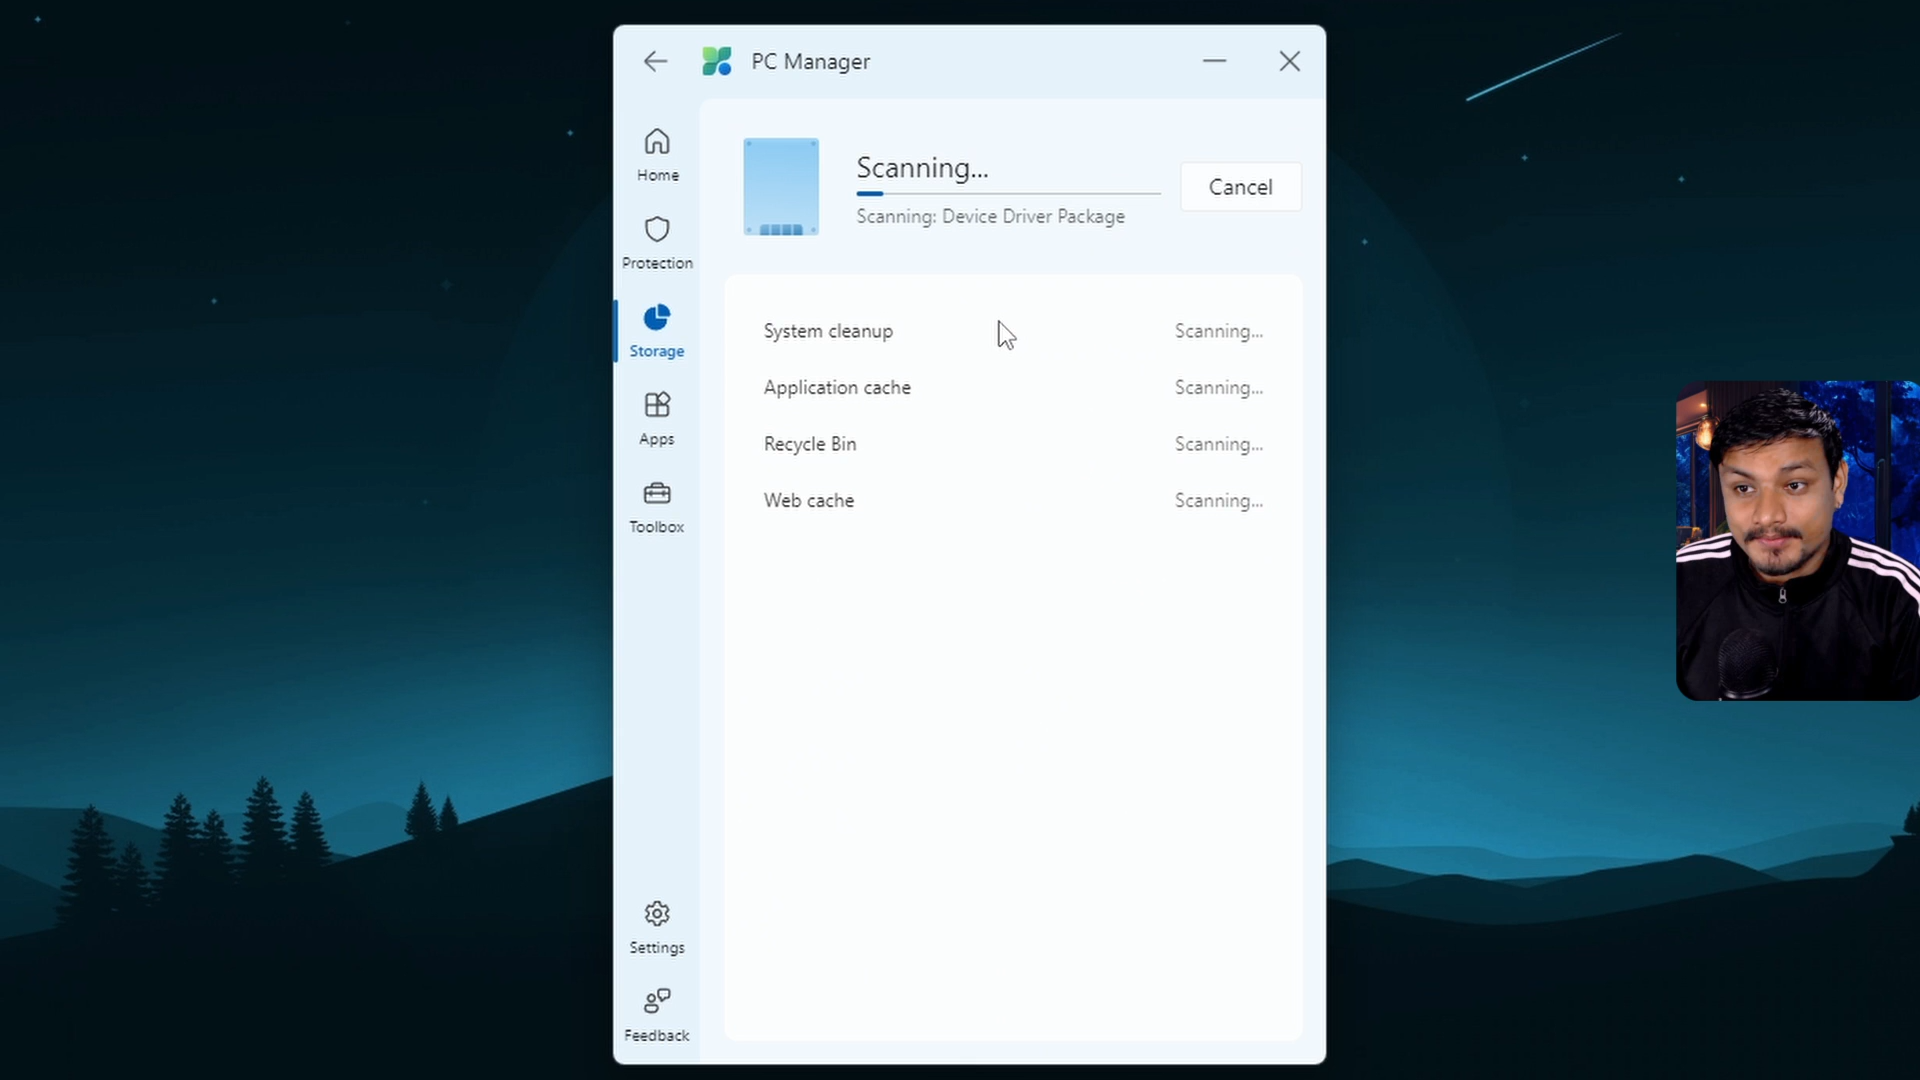 PC Manager
Home
Protection
Storage
Apps
Toolbox
Settings
Feedback
Scanning...
Scanning: Device Driver Package
Cancel
System cleanup Scanning...
Application cache Scanning...
Recycle Bin Scanning...
Web cache Scanning...